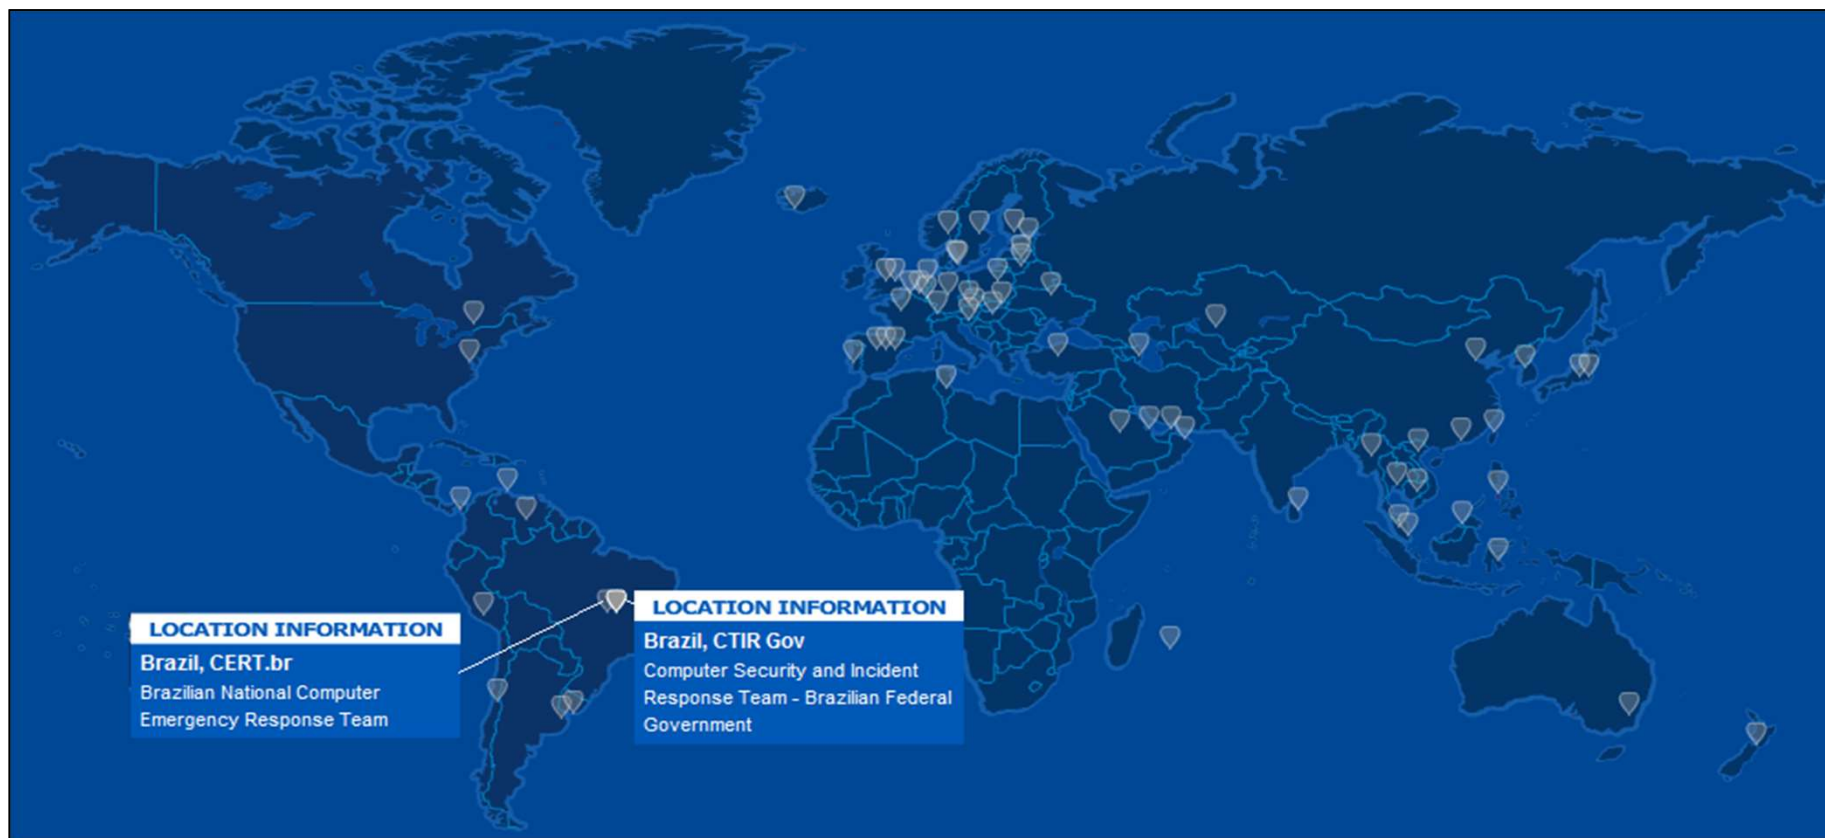 LOCATION INFORMATION
Brazil, CERT.br
Brazilian National Computer
Emergency Response Team
LOCATION INFORMATION
Brazil, CTIR Gov
Computer Security and Incident
Response Team - Brazilian Federal
Government